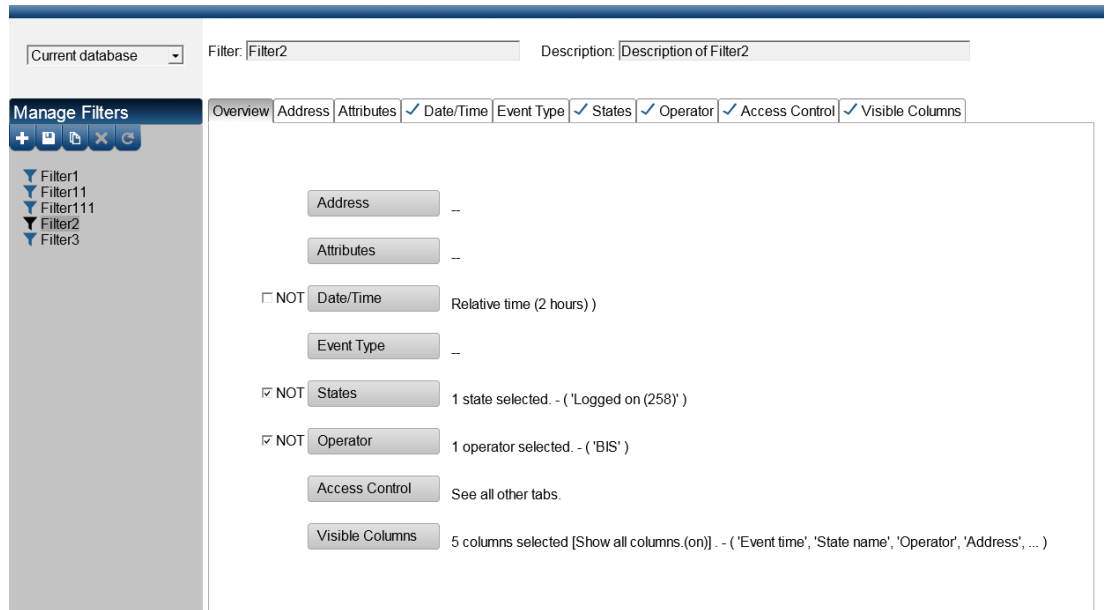 Current database
Filter: Filter2 Description: Description of Filter2
Manage Filters
Overview Address Attributes Date/Time Event Type States Operator Access Control Visible Columns
Filter1
Filter11
Filter111
Filter2
Filter3
Address --
Attributes --
NOT Date/Time Relative time (2 hours) )
Event Type --
NOT States 1 state selected. - ( 'Logged on (258)' )
NOT Operator 1 operator selected. - ( 'BIS' )
Access Control See all other tabs.
Visible Columns 5 columns selected [Show all columns.(on)] . - ( 'Event time', 'State name', 'Operator', 'Address', ... )